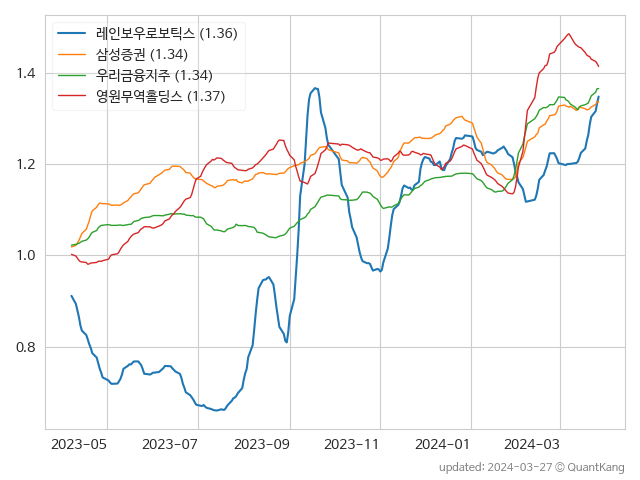 레인보우로보틱스 (1.36)
삼성증권 (1.34)
우리금융지주 (1.34)
영원무역홀딩스 (1.37)
1.4
1.2
1.0
0.8
2023-05 2023-07 2023-09 2023-11 2024-01 2024-03
updated: 2024-03-27 © QuantKang